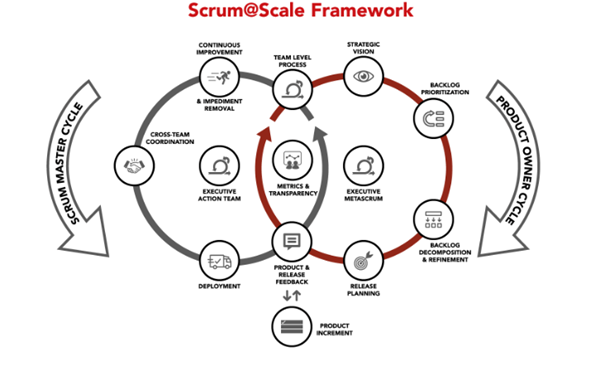 Scrum@Scale Framework
CONTINUOUS
IMPROVEMENT
& IMPEDIMENT
REMOVAL
TEAM LEVEL
PROCESS
STRATEGIC
VISION
BACKLOG
PRIORITIZATION
CROSS-TEAM
COORDINATION
SCRUM MASTER CYCLE
PRODUCT OWNER CYCLE
EXECUTIVE
ACTION TEAM
METRICS &
TRANSPARENCY
EXECUTIVE
METASCRUM
BACKLOG
DECOMPOSITION
& REFINEMENT
DEPLOYMENT
PRODUCT &
RELEASE
FEEDBACK
RELEASE
PLANNING
PRODUCT
INCREMENT